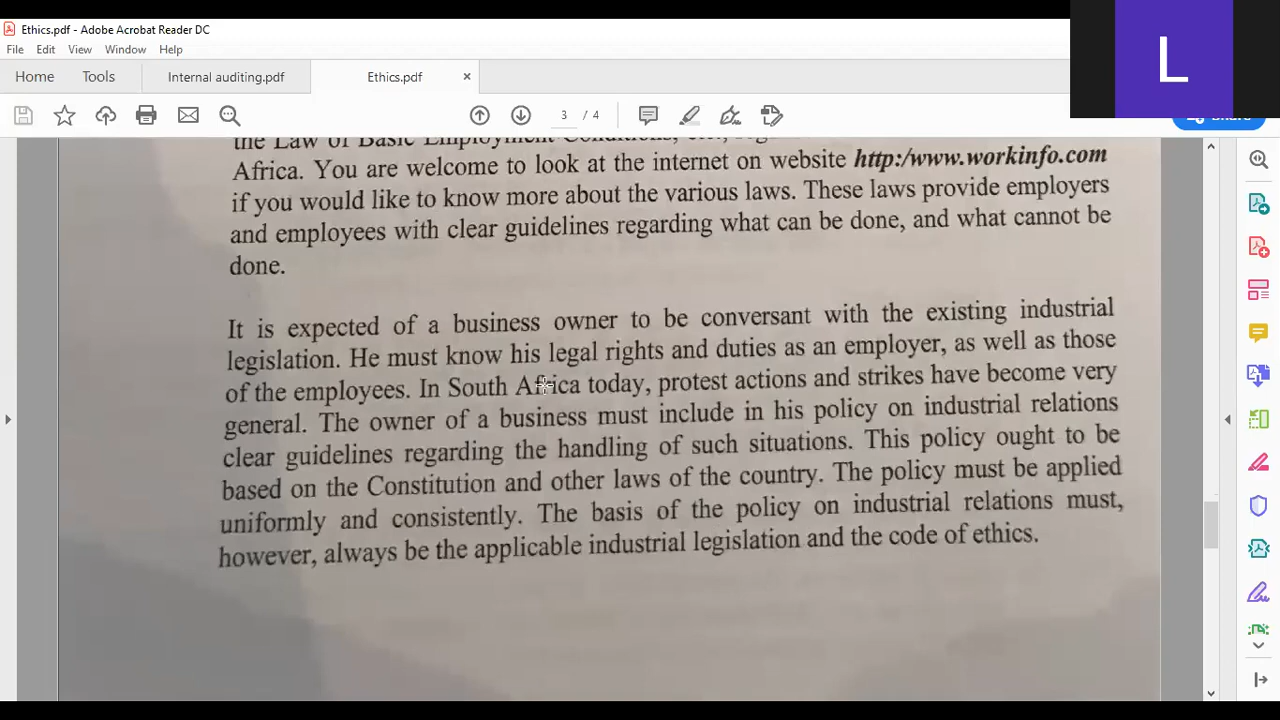 Ethics.pdf - Adobe Acrobat Reader DC
File Edit View Window Help
Home Tools Internal auditing.pdf Ethics.pdf ×
3 / 4
L
the Law of Basic Employment Conditions,
Africa. You are welcome to look at the internet on website http:/www.workinfo.com
if you would like to know more about the various laws. These laws provide employers
and employees with clear guidelines regarding what can be done, and what cannot be
done.
It is expected of a business owner to be conversant with the existing industrial
legislation. He must know his legal rights and duties as an employer, as well as those
of the employees. In South Africa today, protest actions and strikes have become very
general. The owner of a business must include in his policy on industrial relations
clear guidelines regarding the handling of such situations. This policy ought to be
based on the Constitution and other laws of the country. The policy must be applied
uniformly and consistently. The basis of the policy on industrial relations must,
however, always be the applicable industrial legislation and the code of ethics.